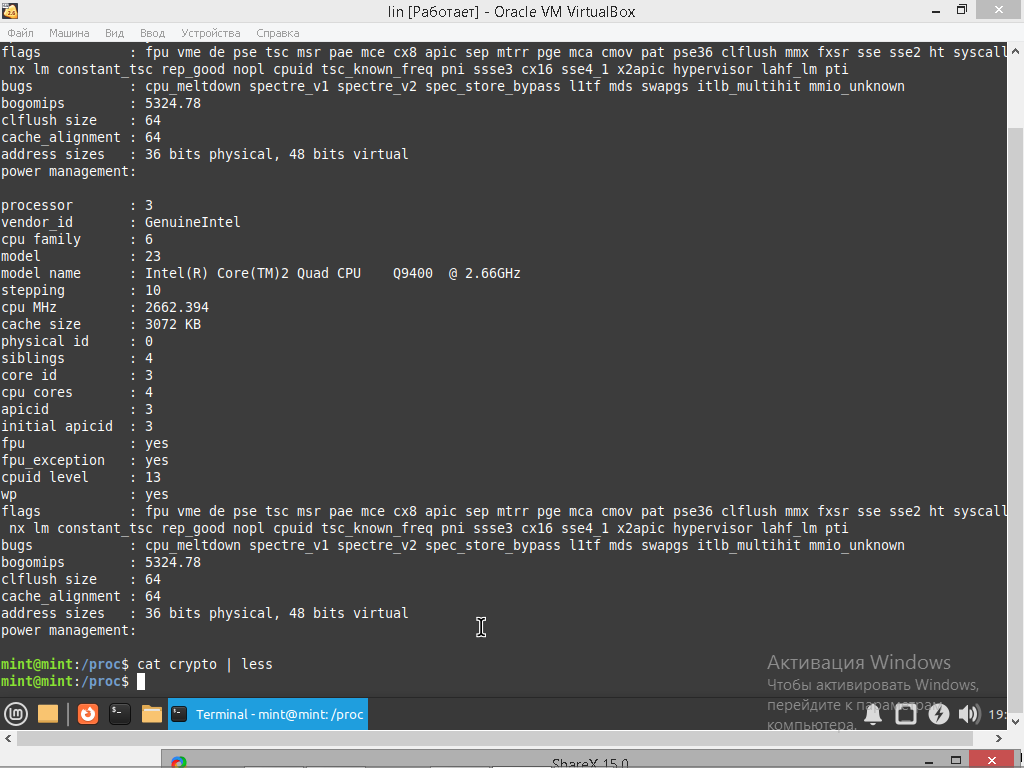 lin [Работает] - Oracle VM VirtualBox
Файл Машина Вид Ввод Устройства Справка
flags : fpu vme de pse tsc msr pae mce cx8 apic sep mtrr pge mca cmov pat pse36 clflush mmx fxsr sse sse2 ht syscall
nx lm constant_tsc rep_good nopl cpuid tsc_known_freq pni ssse3 cx16 sse4_1 x2apic hypervisor lahf_lm pti
bugs : cpu_meltdown spectre_v1 spectre_v2 spec_store_bypass l1tf mds swapgs itlb_multihit mmio_unknown
bogomips : 5324.78
clflush size : 64
cache_alignment : 64
address sizes : 36 bits physical, 48 bits virtual
power management:
processor : 3
vendor_id : GenuineIntel
cpu family : 6
model : 23
model name : Intel(R) Core(TM)2 Quad CPU Q9400 @ 2.66GHz
stepping : 10
cpu MHz : 2662.394
cache size : 3072 KB
physical id : 0
siblings : 4
core id : 3
cpu cores : 4
apicid : 3
initial apicid : 3
fpu : yes
fpu_exception : yes
cpuid level : 13
wp : yes
flags : fpu vme de pse tsc msr pae mce cx8 apic sep mtrr pge mca cmov pat pse36 clflush mmx fxsr sse sse2 ht syscall
nx lm constant_tsc rep_good nopl cpuid tsc_known_freq pni ssse3 cx16 sse4_1 x2apic hypervisor lahf_lm pti
bugs : cpu_meltdown spectre_v1 spectre_v2 spec_store_bypass l1tf mds swapgs itlb_multihit mmio_unknown
bogomips : 5324.78
clflush size : 64
cache_alignment : 64
address sizes : 36 bits physical, 48 bits virtual
power management:
mint@mint:/proc$ cat crypto | less
mint@mint:/proc$
Активация Windows
Чтобы активировать Windows,
перейдите к параметрам
компьютера.
Terminal - mint@mint: /proc
19:
ShareX 15.0